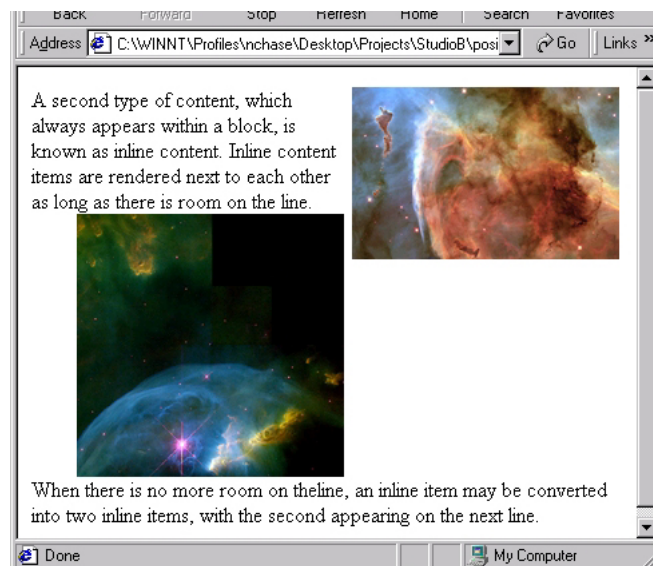 Back Forward Stop Refresh Home Search Favorites
Address C:\WINNT\Profiles\nchase\Desktop\Projects\StudioB\posi Go Links »
A second type of content, which
always appears within a block, is
known as inline content. Inline content
items are rendered next to each other
as long as there is room on the line.
When there is no more room on theline, an inline item may be converted
into two inline items, with the second appearing on the next line.
Done My Computer